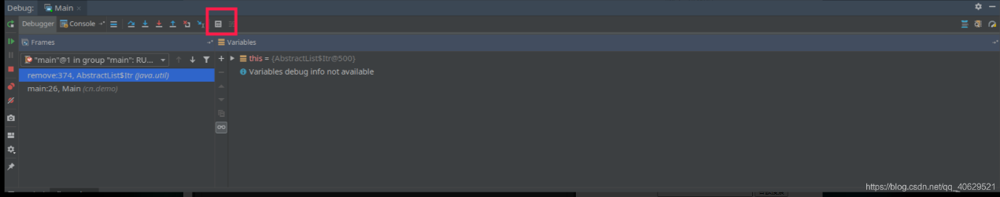 Debug: Main ×
Debugger Console
Frames
Variables
"main"@1 in group "main": RU...
this = {AbstractList$Itr@500}
remove:374, AbstractList$Itr (java.util)
Variables debug info not available
main:26, Main (cn.demo)
https://blog.csdn.net/qq_40629521